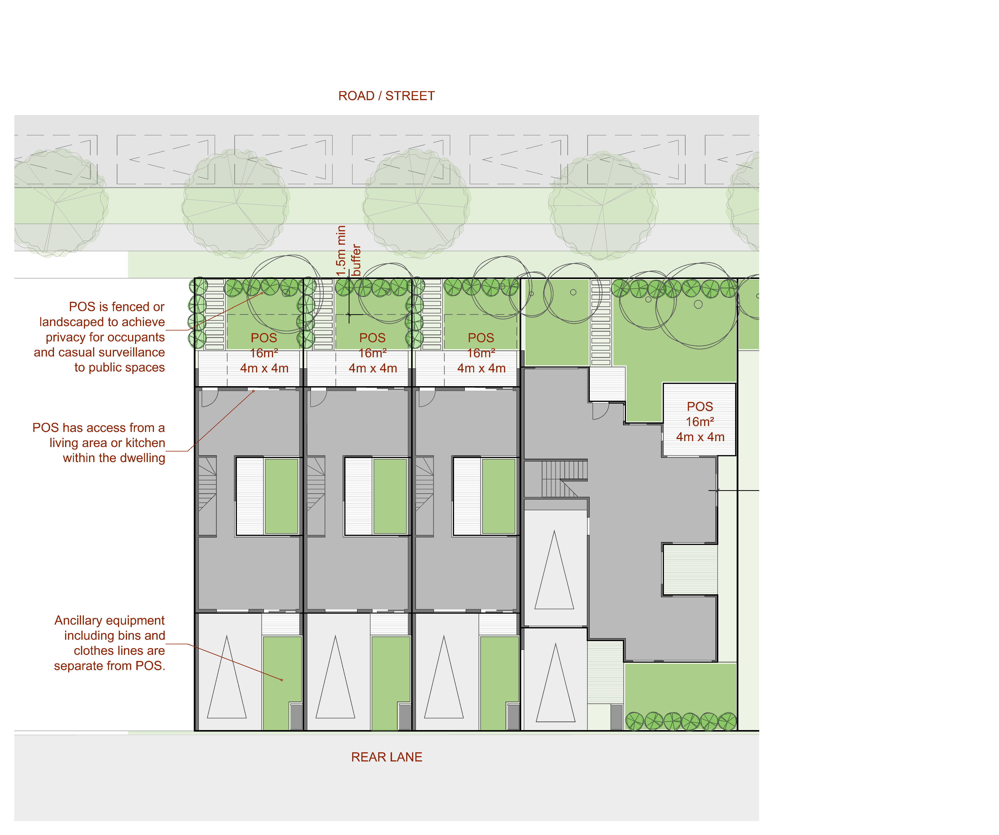 ROAD / STREET
1.5m min
buffer
POS is fenced or
landscaped to achieve
privacy for occupants
and casual surveillance
to public spaces
POS
16m²
4m x 4m
POS
16m²
4m x 4m
POS
16m²
4m x 4m
POS
16m²
4m x 4m
POS has access from a
living area or kitchen
within the dwelling
Ancillary equipment
including bins and
clothes lines are
separate from POS.
REAR LANE